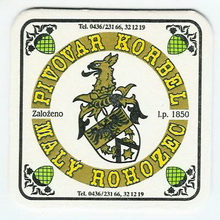 Tel. 0436/231 66, 32 12 19
PIVOVAR KORBEL
Založeno
l.p. 1850
MALÝ ROHOZEC
Tel. 0436/231 66, 32 12 19